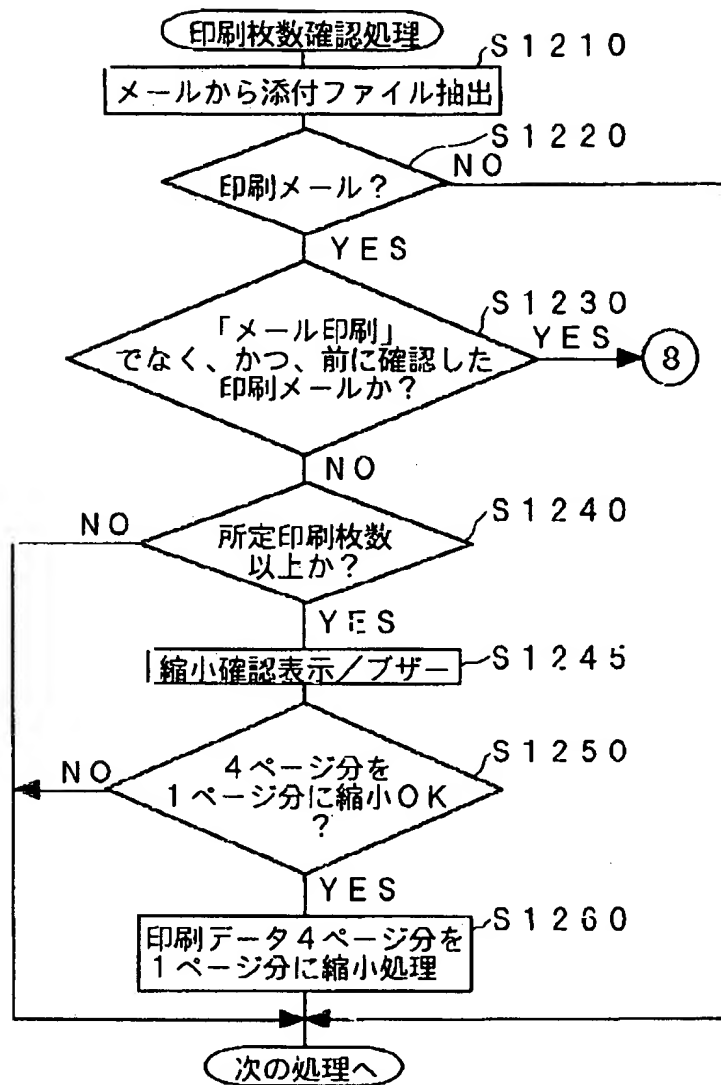 印刷枚数確認処理
S1210
メールから添付ファイル抽出
S1220
印刷メール?
NO
YES
S1230
「メール印刷」
でなく、かつ、前に確認した
印刷メールか?
YES
8
NO
S1240
所定印刷枚数
以上か?
NO
YES
縮小確認表示/ブザー
S1245
S1250
4ページ分を
1ページ分に縮小OK
?
NO
YES
S1260
印刷データ4ページ分を
1ページ分に縮小処理
次の処理へ